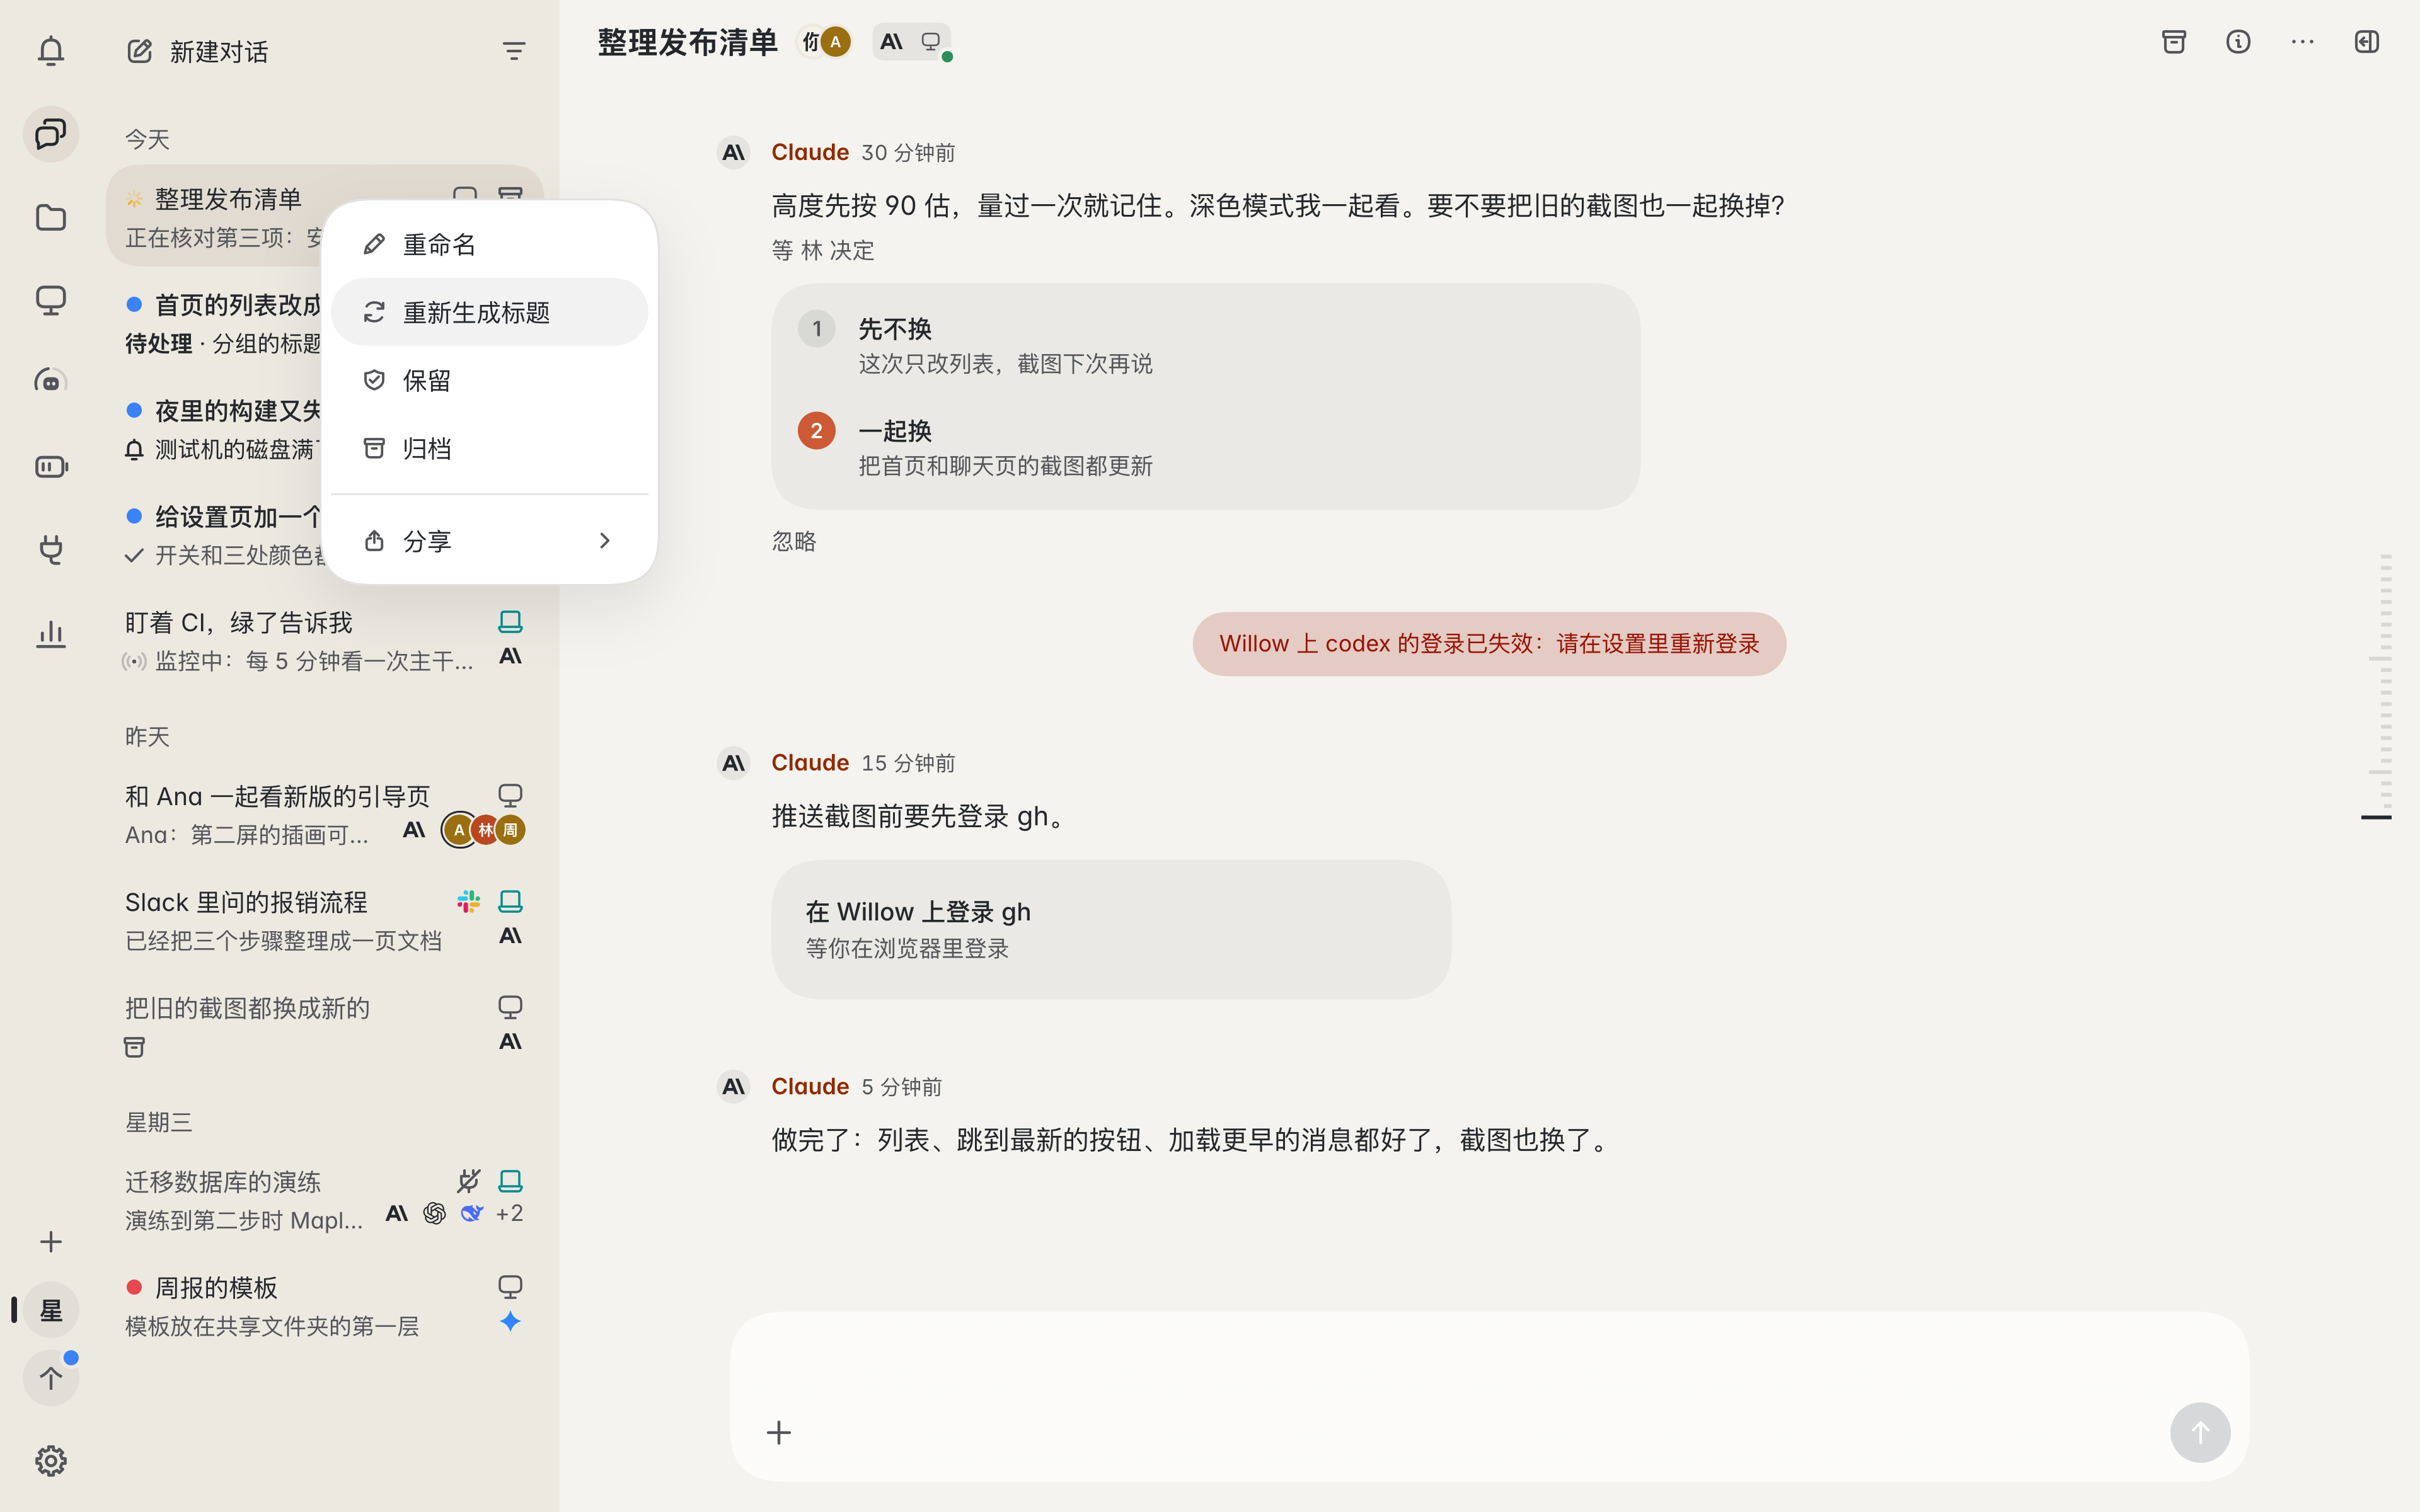 新建对话
今天
整理发布清单
正在核对第三项：
首页的列表改成
待处理 · 分组的标题
夜里的构建又失
测试机的磁盘满
给设置页加一个
开关和三处颜色
盯着 CI，绿了告诉我
监控中：每 5 分钟看一次主干...
昨天
和 Ana 一起看新版的引导页
Ana：第二屏的插画可...
A 林 周
Slack 里问的报销流程
已经把三个步骤整理成一页文档
把旧的截图都换成新的
星期三
迁移数据库的演练
演练到第二步时 Mapl...
+2
周报的模板
模板放在共享文件夹的第一层
星
个
重命名
重新生成标题
保留
归档
分享
整理发布清单
A
Claude 30 分钟前
高度先按 90 估，量过一次就记住。深色模式我一起看。要不要把旧的截图也一起换掉？
等 林 决定
1 先不换
这次只改列表，截图下次再说
2 一起换
把首页和聊天页的截图都更新
忽略
Willow 上 codex 的登录已失效：请在设置里重新登录
Claude 15 分钟前
推送截图前要先登录 gh。
在 Willow 上登录 gh
等你在浏览器里登录
Claude 5 分钟前
做完了：列表、跳到最新的按钮、加载更早的消息都好了，截图也换了。